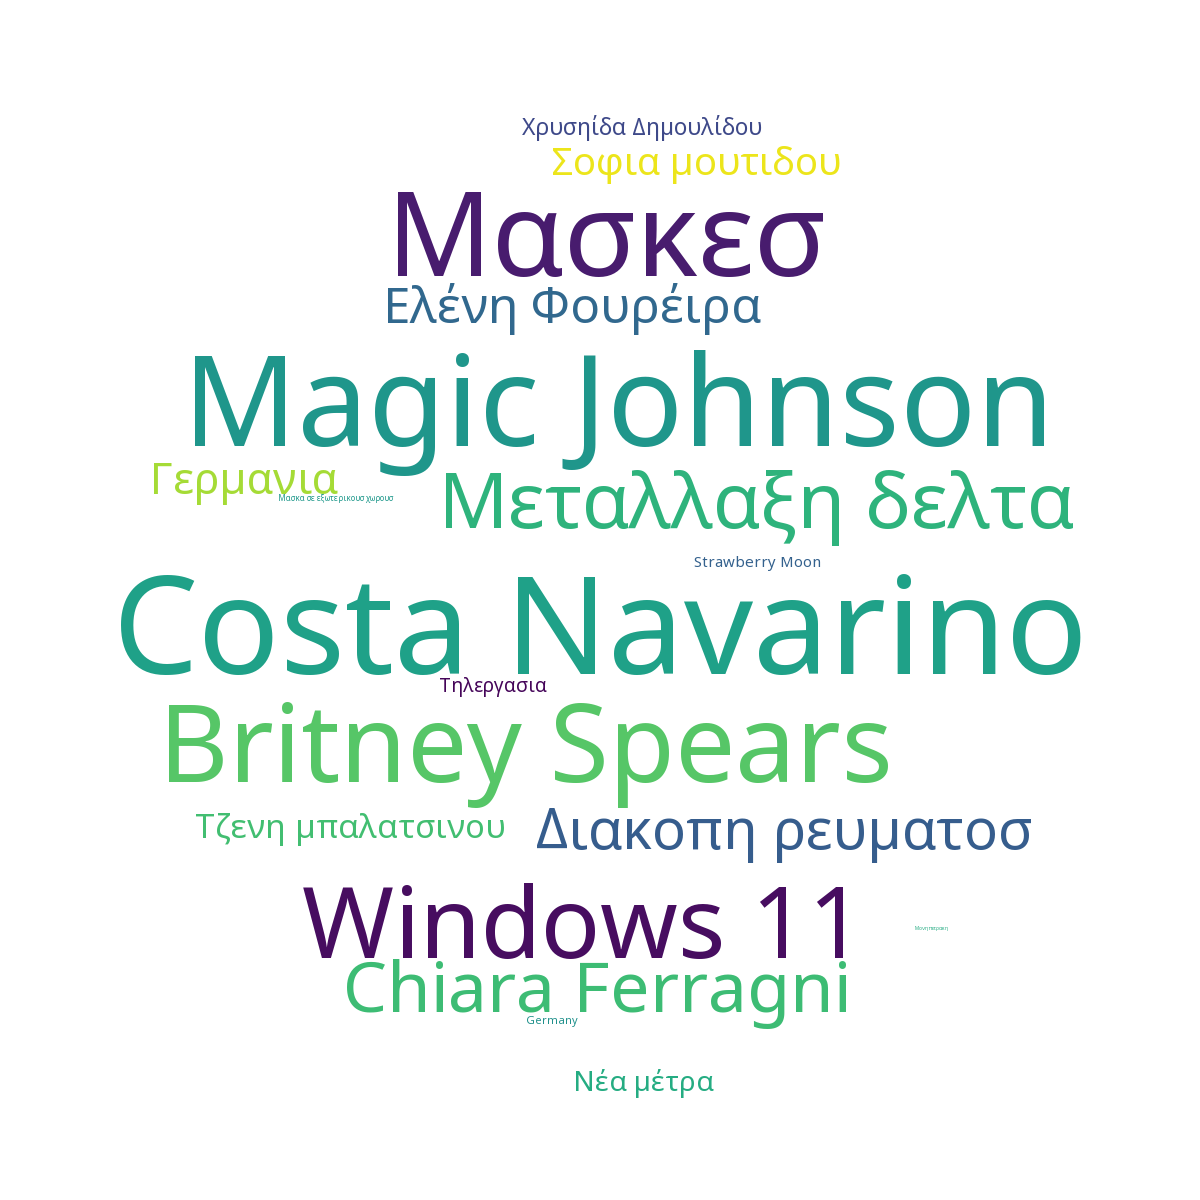 Χρυσηίδα Δημουλίδου
Σοφια μουτιδου
Μασκεσ
Ελένη Φουρέιρα
Magic Johnson
Γερμανια
Μασκα σε εξωτερικουσ χωρουσ
Μεταλλαξη δελτα
Strawberry Moon
Costa Navarino
Τηλεργασια
Britney Spears
Τζενη μπαλατσινου
Διακοπη ρευματοσ
Windows 11
Chiara Ferragni
Germany
Νέα μέτρα